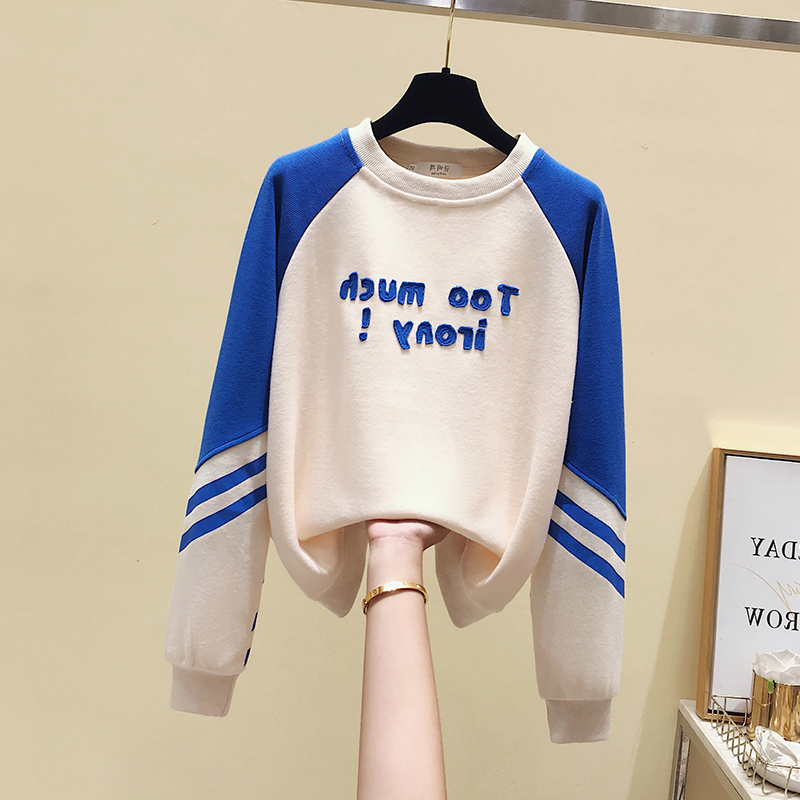 Too much
irony !
DAY
ROW